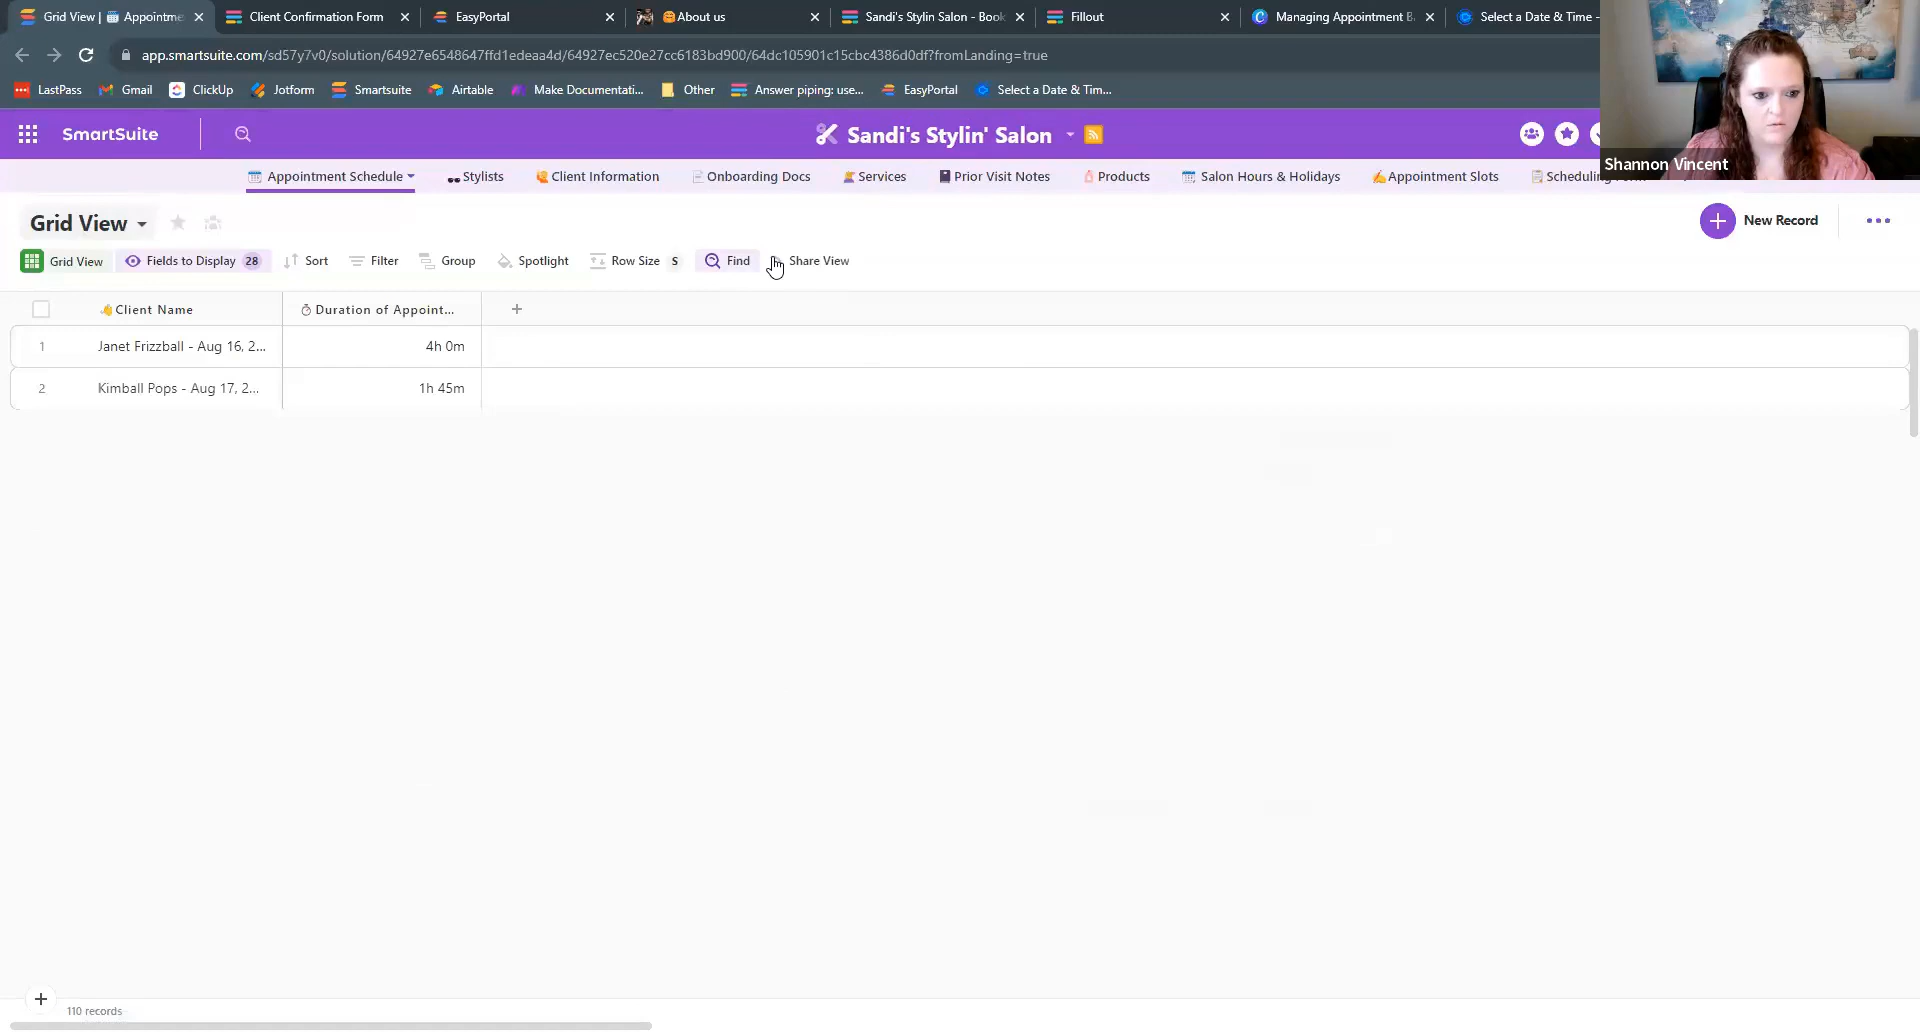 Grid View | Appointme
Client Confirmation Form
EasyPortal
About us
Sandi's Stylin Salon - Book
Fillout
Managing Appointment B
Select a Date & Time -
app.smartsuite.com/sd57y7v0/solution/64927e6548647ffd1edeaa4d/64927ec520e27cc6183bd900/64dc105901c15cbc4386d0df?fromLanding=true
LastPass
Gmail
ClickUp
Jotform
Smartsuite
Airtable
Make Documentati...
Other
Answer piping: use...
EasyPortal
Select a Date & Tim...
SmartSuite
Sandi's Stylin' Salon
Shannon Vincent
Appointment Schedule
Stylists
Client Information
Onboarding Docs
Services
Prior Visit Notes
Products
Salon Hours & Holidays
Appointment Slots
Scheduling
Grid View
New Record
Grid View
Fields to Display 28
Sort
Filter
Group
Spotlight
Row Size S
Find
Share View
Client Name
Duration of Appoint...
1 Janet Frizzball - Aug 16, 2... 4h 0m
2 Kimball Pops - Aug 17, 2... 1h 45m
110 records